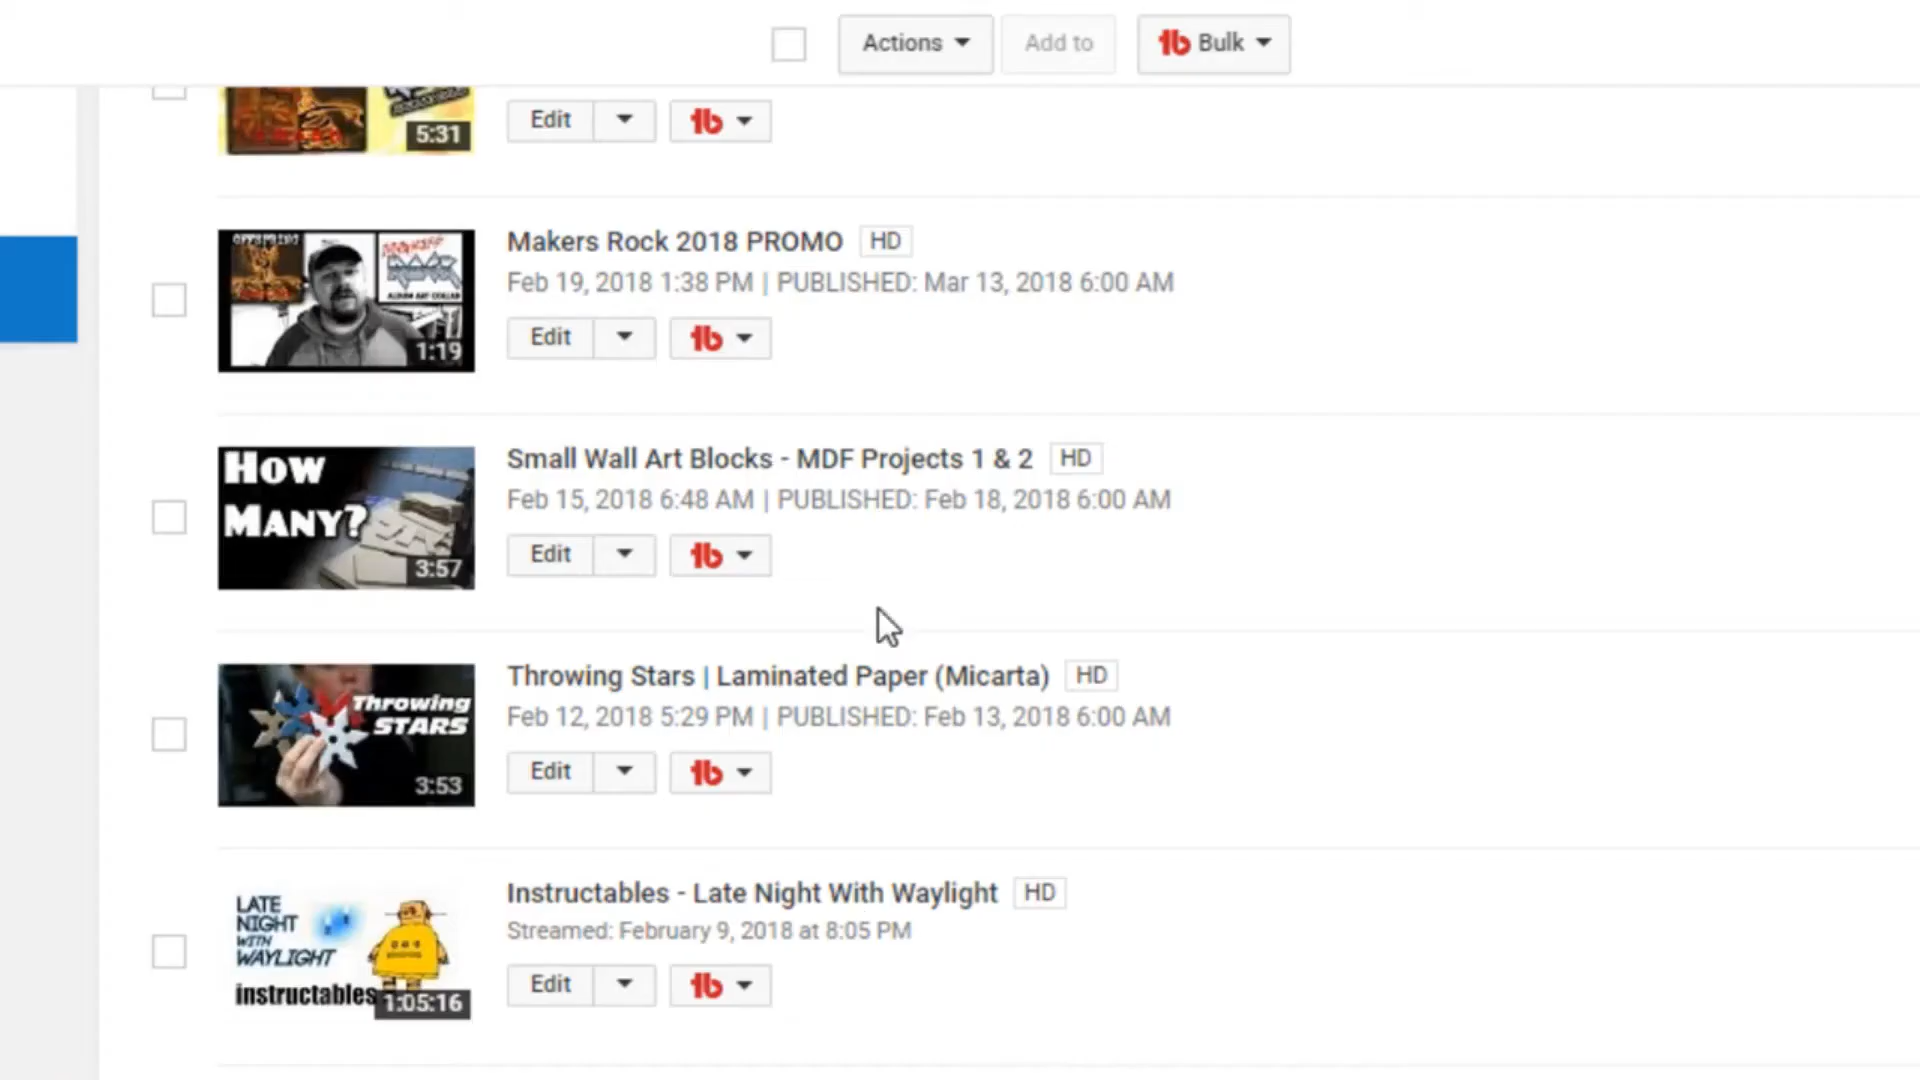 Actions
Add to
Bulk
5:31
Edit
Makers Rock 2018 PROMO HD
Feb 19, 2018 1:38 PM | PUBLISHED: Mar 13, 2018 6:00 AM
OFFSPRING
ROCK
ALBUM ART COLLAB
1:19
Edit
Small Wall Art Blocks - MDF Projects 1 & 2 HD
Feb 15, 2018 6:48 AM | PUBLISHED: Feb 18, 2018 6:00 AM
HOW
MANY?
3:57
Edit
Throwing Stars | Laminated Paper (Micarta) HD
Feb 12, 2018 5:29 PM | PUBLISHED: Feb 13, 2018 6:00 AM
Throwing
STARS
3:53
Edit
Instructables - Late Night With Waylight HD
Streamed: February 9, 2018 at 8:05 PM
LATE
NIGHT
WITH
WAYLIGHT
instructables
1:05:16
Edit